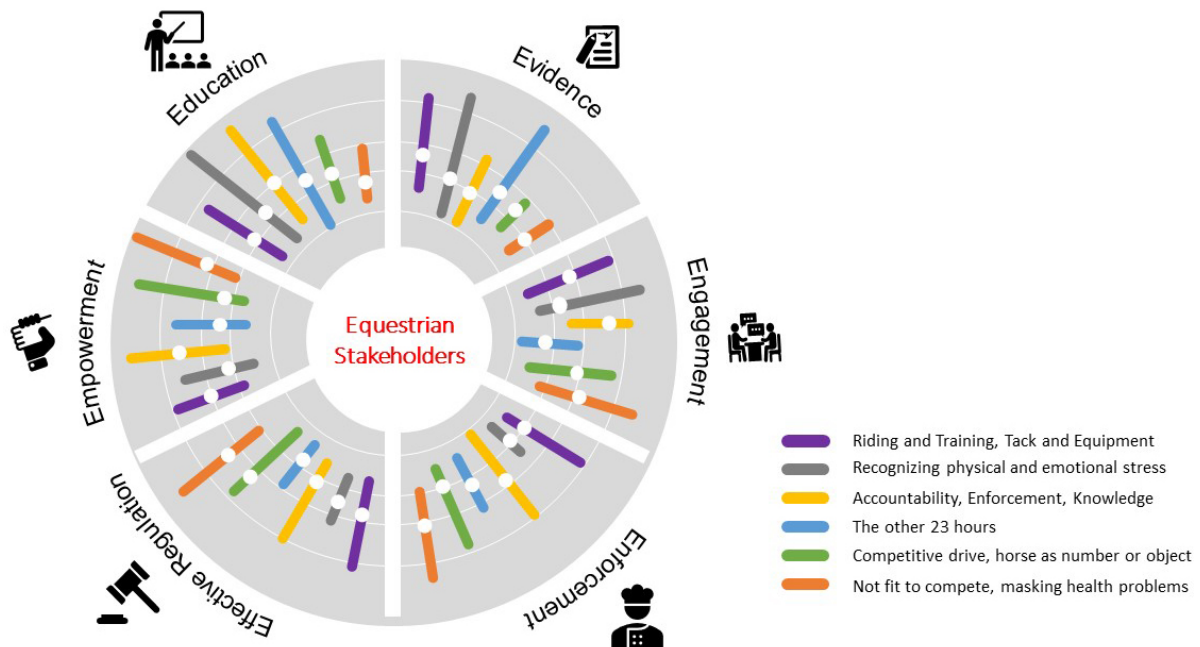 Education
Evidence
Empowerment
Equestrian
Stakeholders
Engagement
Effective Regulation
Enforcement
Riding and Training, Tack and Equipment
Recognizing physical and emotional stress
Accountability, Enforcement, Knowledge
The other 23 hours
Competitive drive, horse as number or object
Not fit to compete, masking health problems